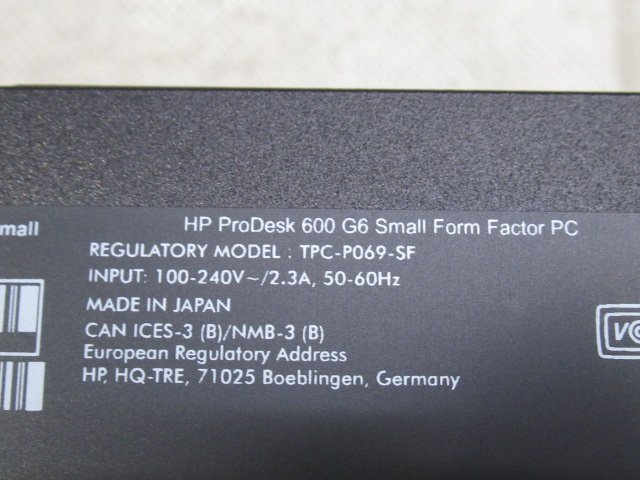 mall
HP ProDesk 600 G6 Small Form Factor PC
REGULATORY MODEL : TPC-P069-SF
INPUT: 100-240V~/2.3A, 50-60Hz
MADE IN JAPAN
CAN ICES-3 (B)/NMB-3 (B)
European Regulatory Address
HP, HQ-TRE, 71025 Boeblingen, Germany
VC